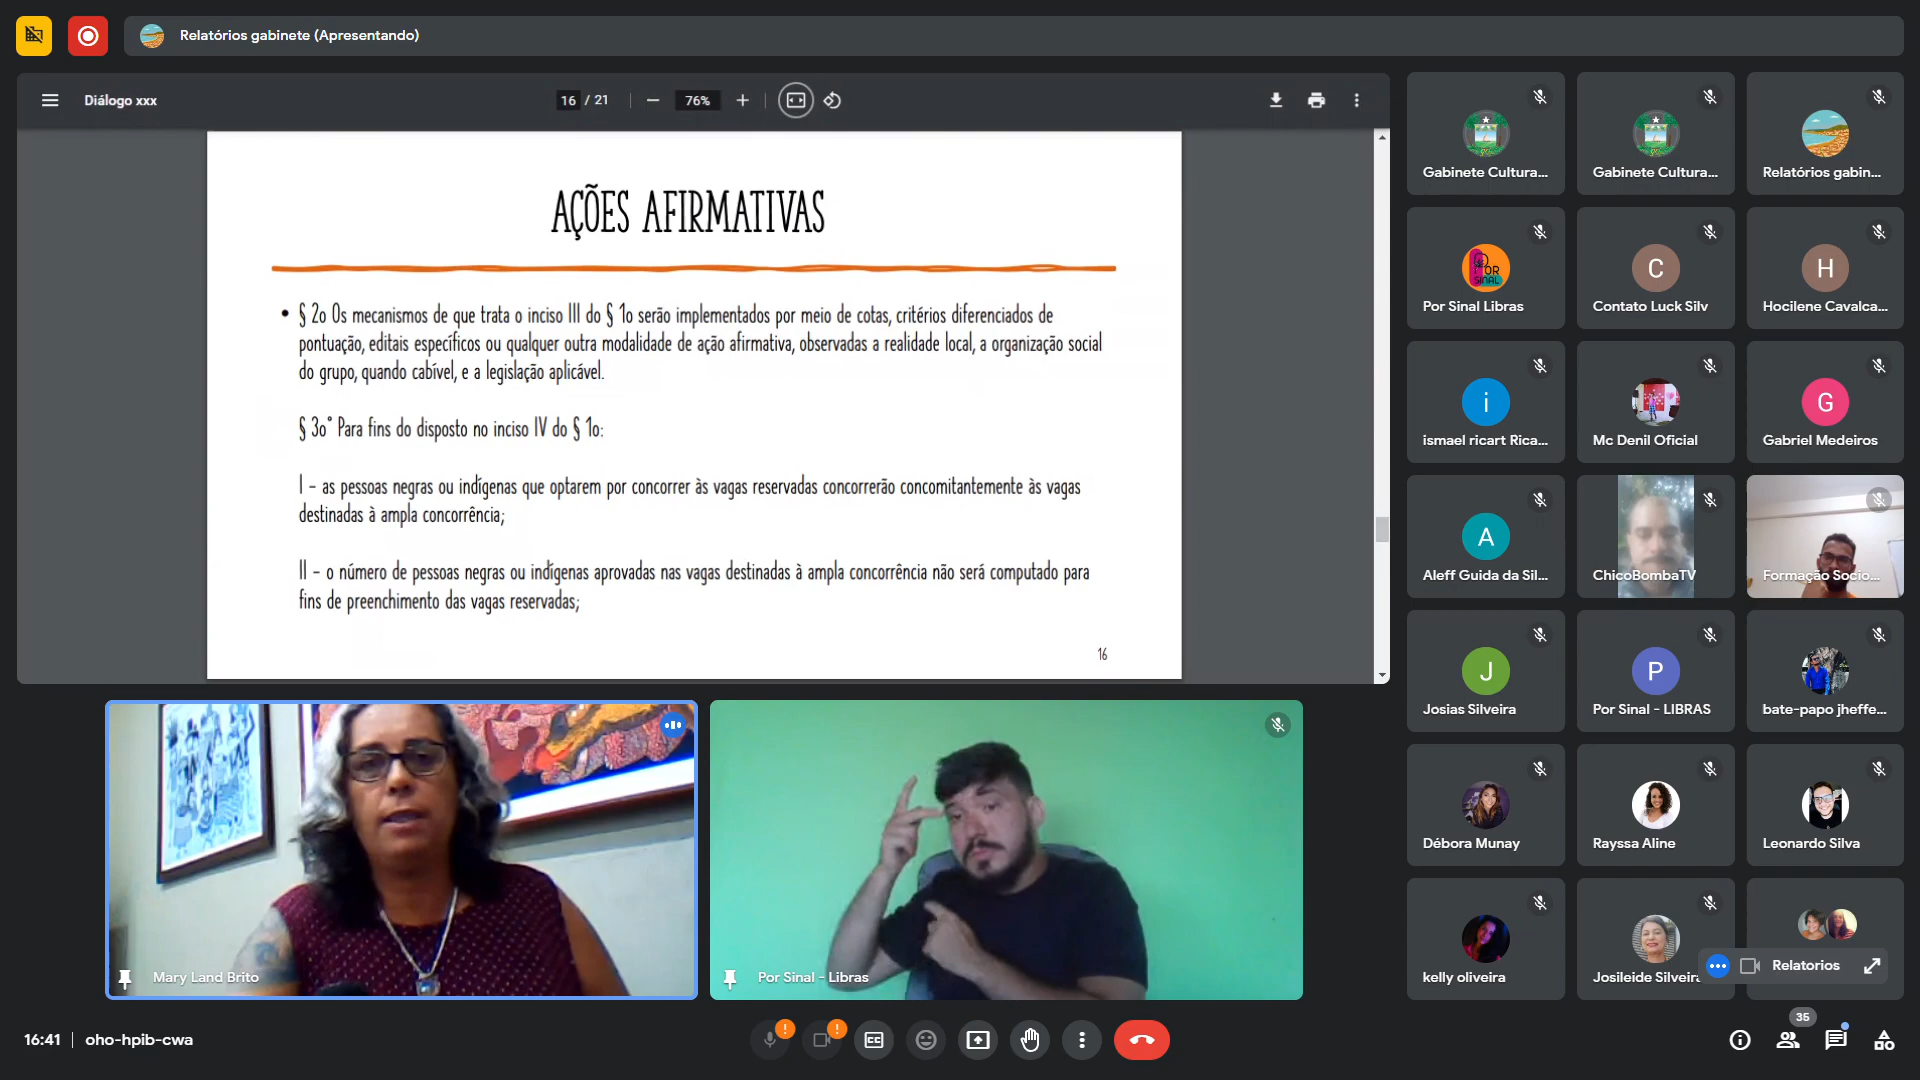 Relatórios gabinete (Apresentando)
Diálogo xxx
16 / 21
76%
AÇÕES AFIRMATIVAS
• § 2o Os mecanismos de que trata o inciso III do § 1o serão implementados por meio de cotas, critérios diferenciados de
pontuação, editais específicos ou qualquer outra modalidade de ação afirmativa, observadas a realidade local, a organização social
do grupo, quando cabível, e a legislação aplicável.
§ 3o° Para fins do disposto no inciso IV do § 1o:
I – as pessoas negras ou indígenas que optarem por concorrer às vagas reservadas concorrerão concomitantemente às vagas
destinadas à ampla concorrência;
II – o número de pessoas negras ou indígenas aprovadas nas vagas destinadas à ampla concorrência não será computado para
fins de preenchimento das vagas reservadas;
16
Mary Land Brito
Por Sinal - Libras
Gabinete Cultura...
Gabinete Cultura...
Relatórios gabin...
POR
SINAL
Por Sinal Libras
C
Contato Luck Silv
H
Hocilene Cavalca...
i
ismael ricart Rica...
Mc Denil Oficial
G
Gabriel Medeiros
A
Aleff Guida da Sil...
ChicoBombaTV
Formação Socio...
J
Josias Silveira
P
Por Sinal - LIBRAS
bate-papo jheffe...
Débora Munay
Rayssa Aline
Leonardo Silva
kelly oliveira
Josileide Silveira
Relatorios
16:41
oho-hpib-cwa
CC
35